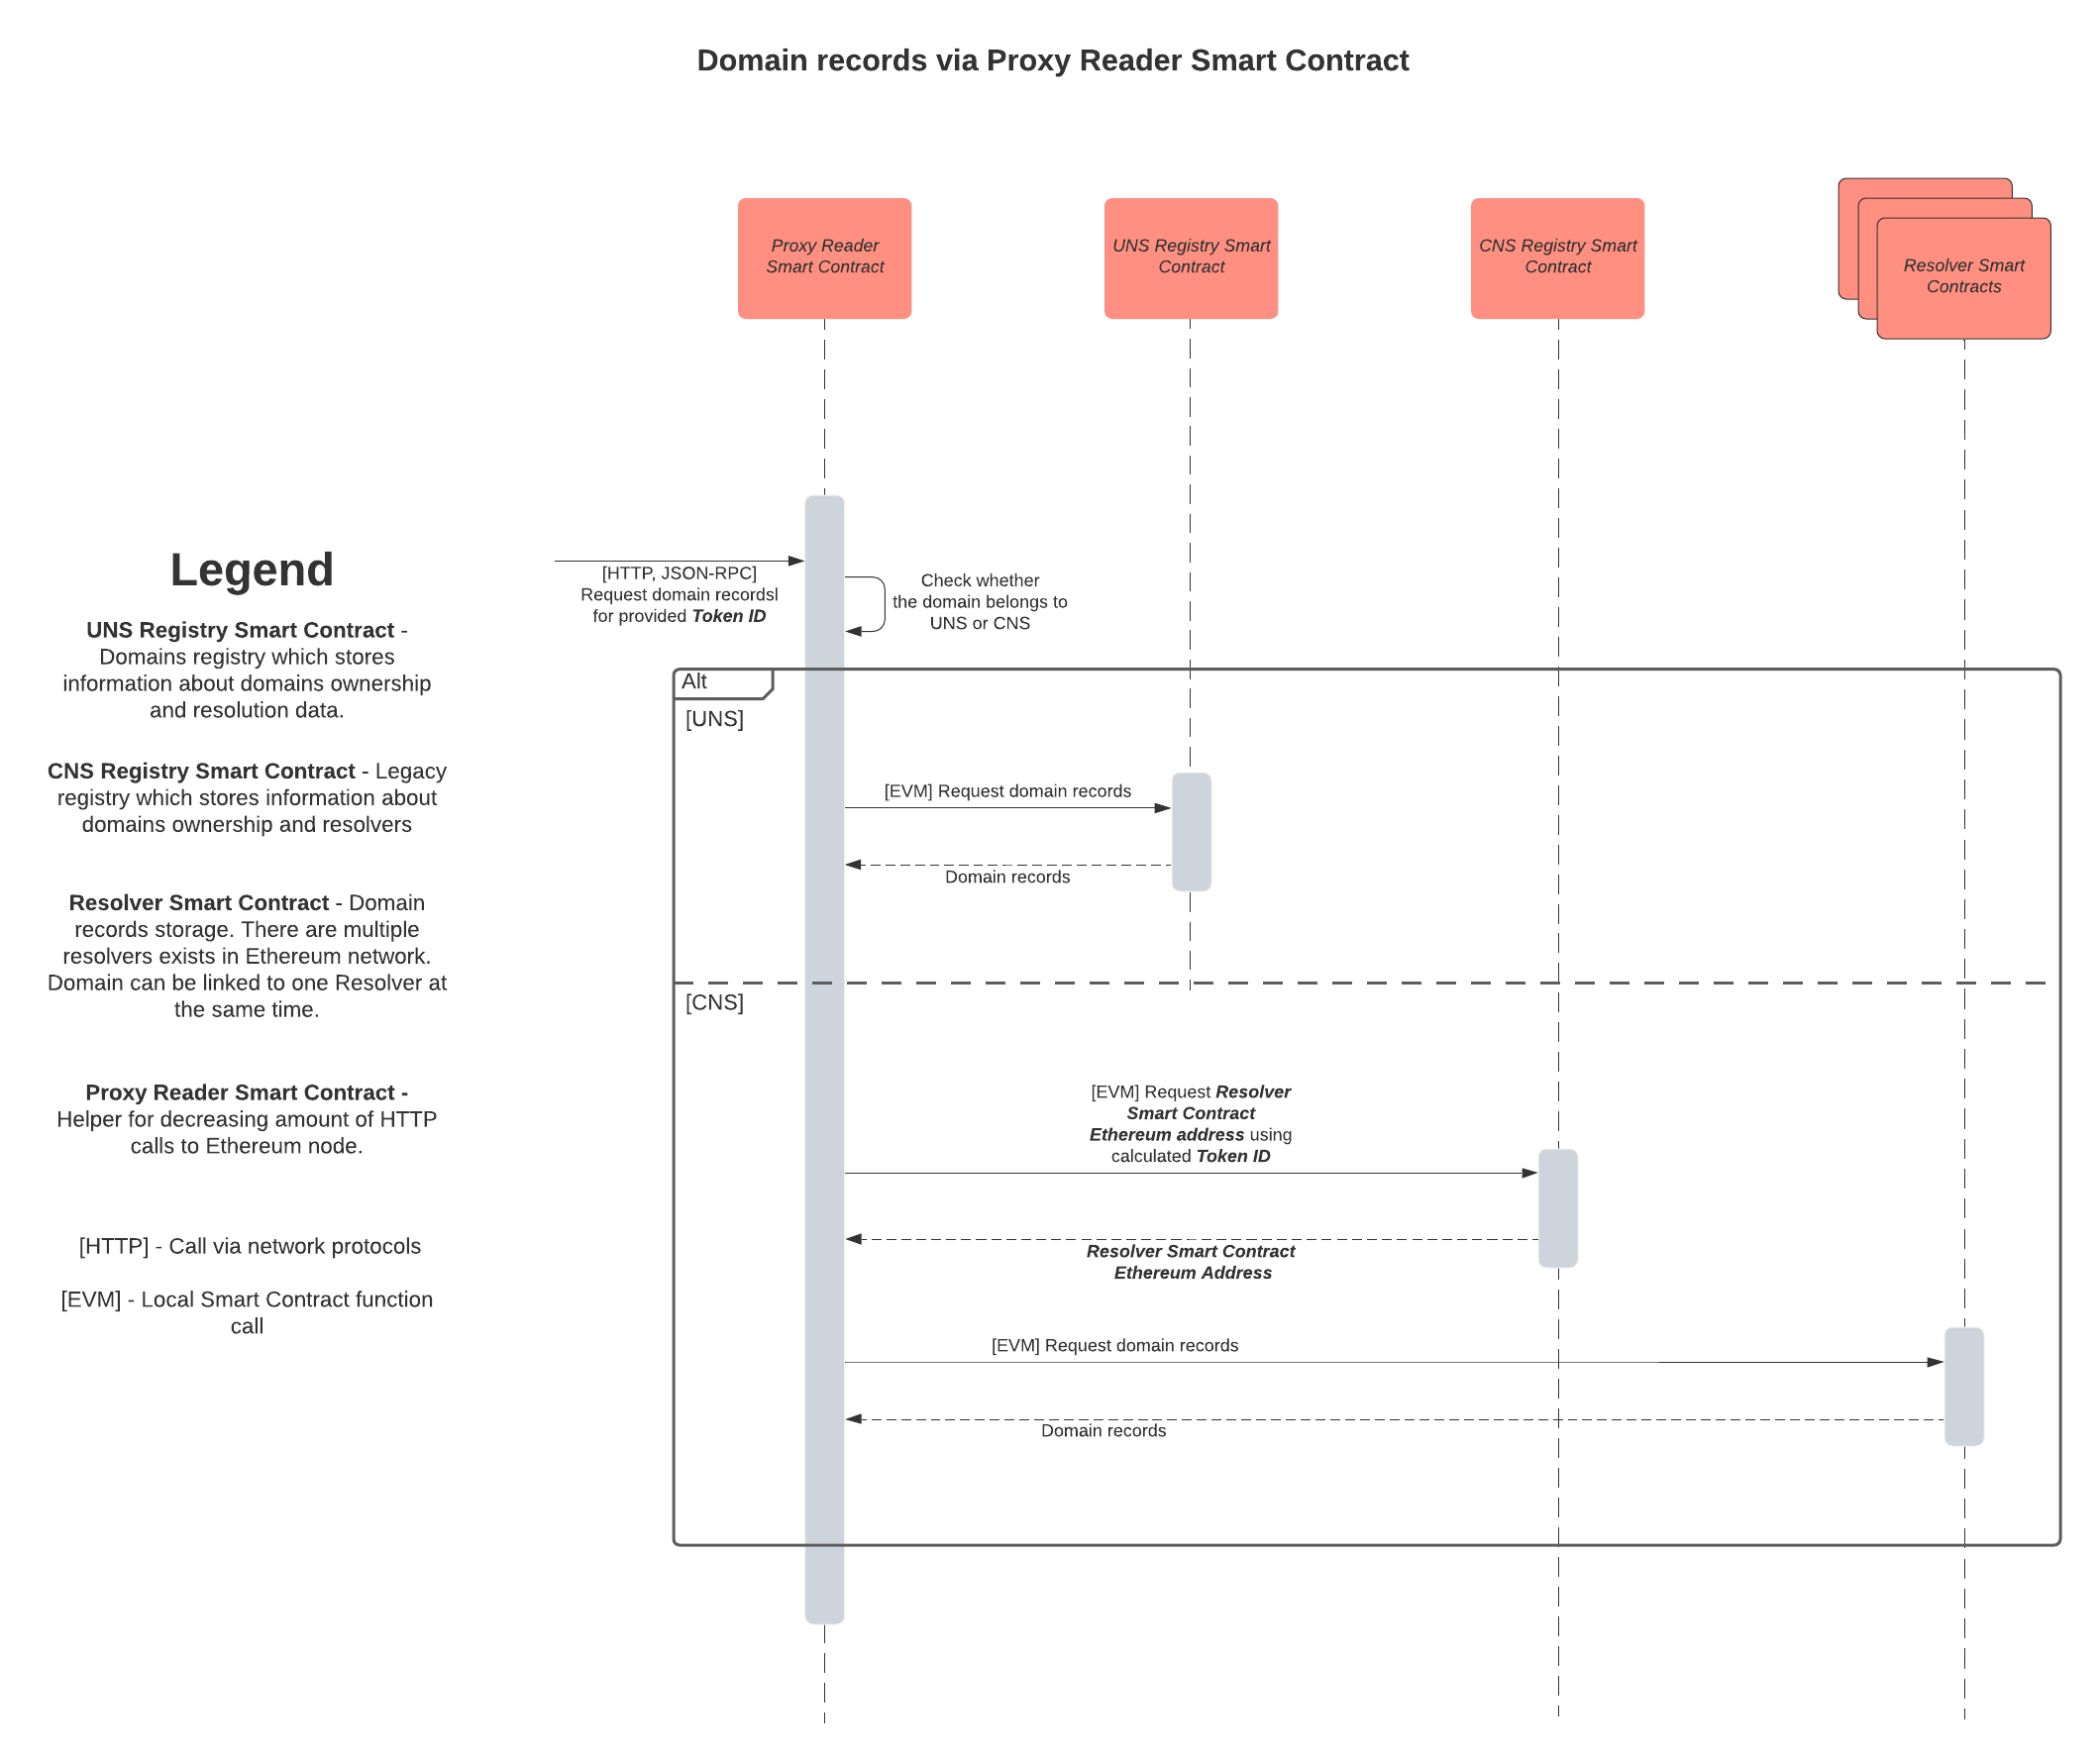 Domain records via Proxy Reader Smart Contract
Proxy Reader
Smart Contract
UNS Registry Smart
Contract
CNS Registry Smart
Contract
Resolver Smart
Contracts
Legend
UNS Registry Smart Contract -
Domains registry which stores
information about domains ownership
and resolution data.
CNS Registry Smart Contract - Legacy
registry which stores information about
domains ownership and resolvers
Resolver Smart Contract - Domain
records storage. There are multiple
resolvers exists in Ethereum network.
Domain can be linked to one Resolver at
the same time.
Proxy Reader Smart Contract -
Helper for decreasing amount of HTTP
calls to Ethereum node.
[HTTP] - Call via network protocols
[EVM] - Local Smart Contract function
call
[HTTP, JSON-RPC]
Request domain recordsl
for provided Token ID
Check whether
the domain belongs to
UNS or CNS
Alt
[UNS]
[EVM] Request domain records
Domain records
[CNS]
[EVM] Request Resolver
Smart Contract
Ethereum address using
calculated Token ID
Resolver Smart Contract
Ethereum Address
[EVM] Request domain records
Domain records